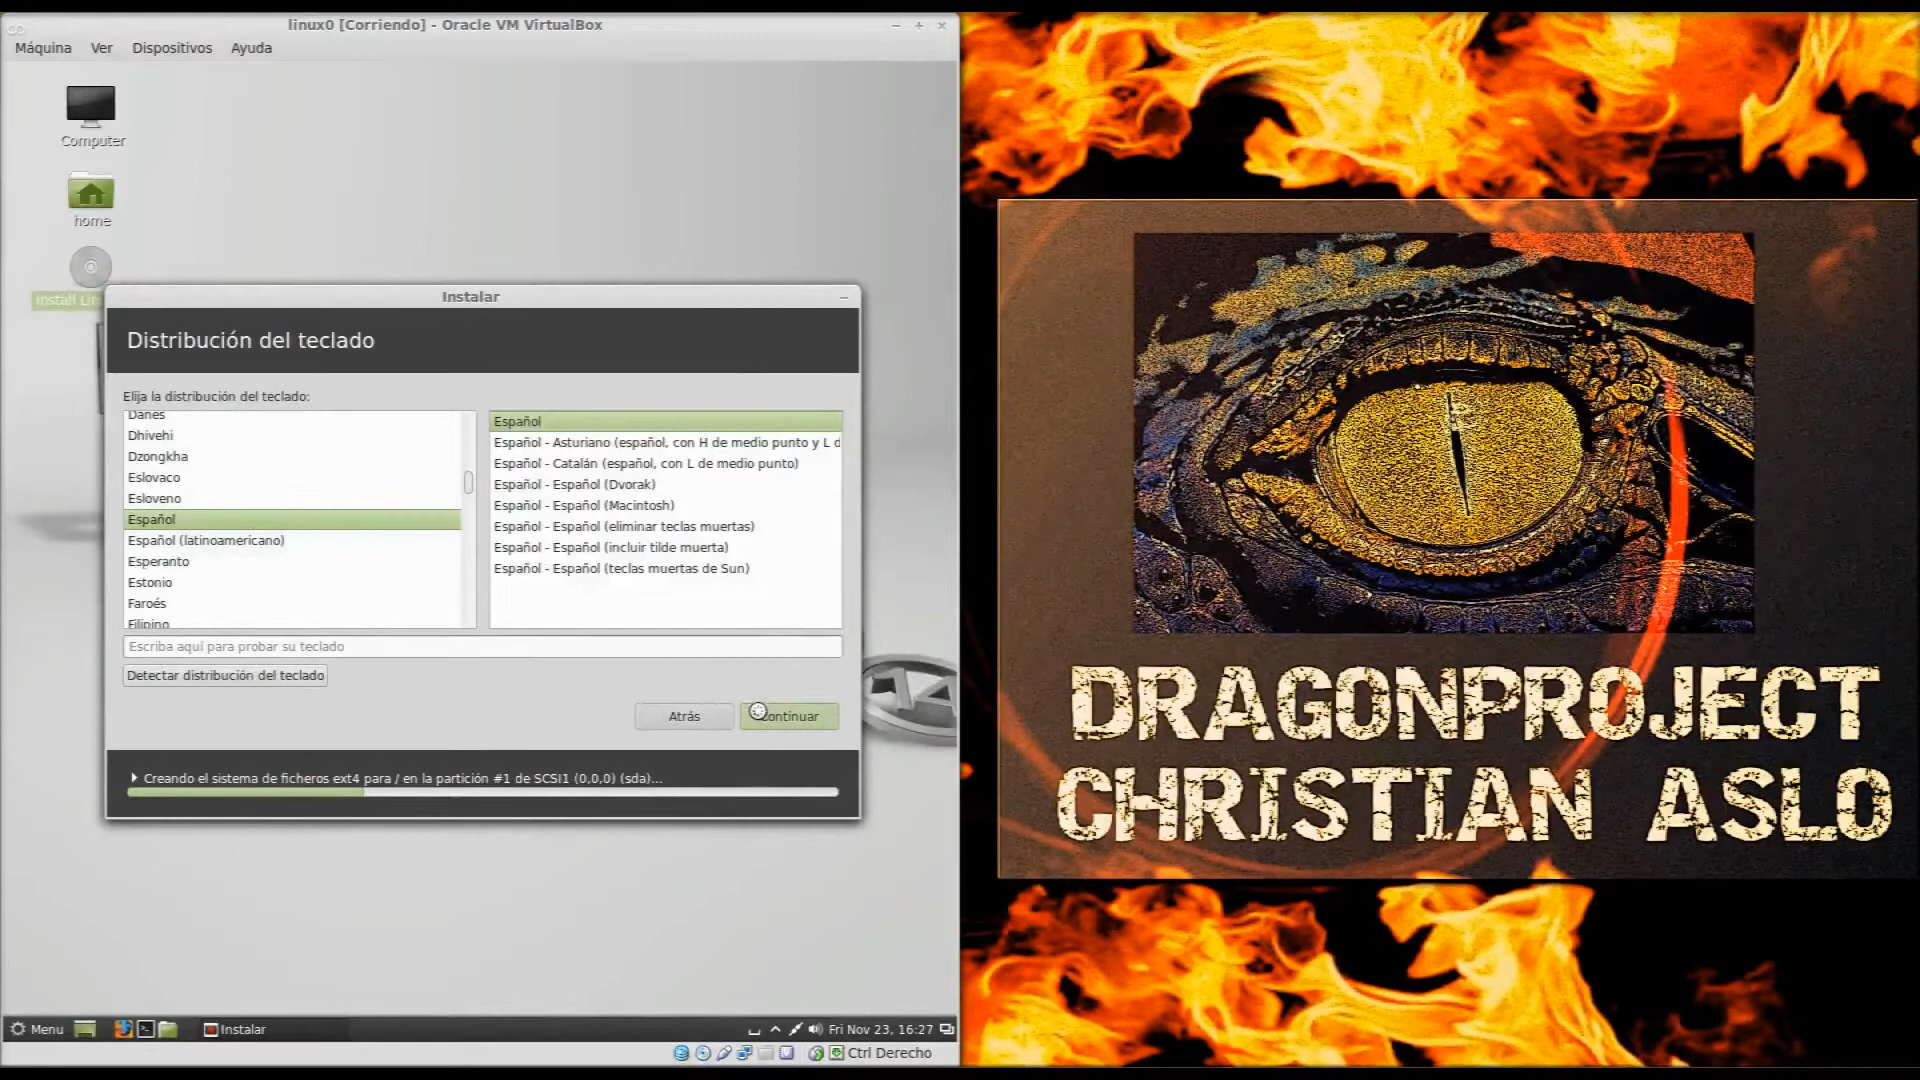 linux0 [Corriendo] - Oracle VM VirtualBox
Máquina Ver Dispositivos Ayuda
Computer
home
Install Lin
Instalar
Distribución del teclado
Elija la distribución del teclado:
Danés
Dhivehi
Dzongkha
Eslovaco
Esloveno
Español
Español (latinoamericano)
Esperanto
Estonio
Faroés
Filipino
Español
Español - Asturiano (español, con H de medio punto y L d
Español - Catalán (español, con L de medio punto)
Español - Español (Dvorak)
Español - Español (Macintosh)
Español - Español (eliminar teclas muertas)
Español - Español (incluir tilde muerta)
Español - Español (teclas muertas de Sun)
Escriba aquí para probar su teclado
Detectar distribución del teclado
Atrás
Continuar
Creando el sistema de ficheros ext4 para / en la partición #1 de SCSI1 (0,0,0) (sda)...
14
Menu
Instalar
Fri Nov 23, 16:27
Ctrl Derecho
DRAGONPROJECT
CHRISTIAN ASLO